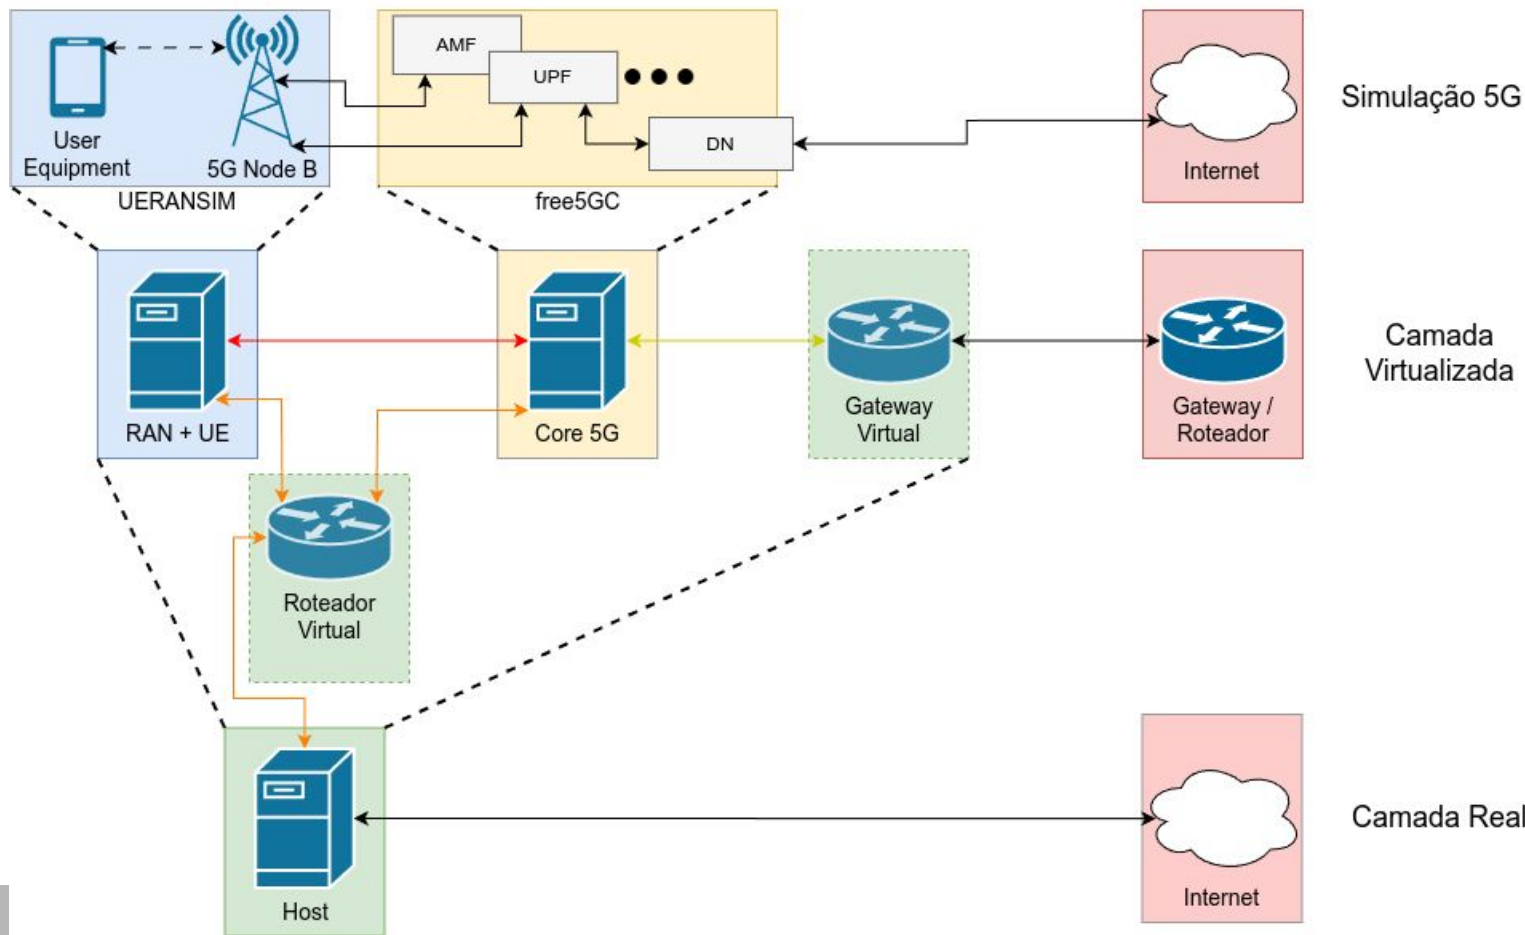 AMF
UPF
DN
User
Equipment
5G Node B
UERANSIM
free5GC
Internet
Simulação 5G
RAN + UE
Core 5G
Gateway
Virtual
Gateway /
Roteador
Camada
Virtualizada
Roteador
Virtual
Host
Internet
Camada Real